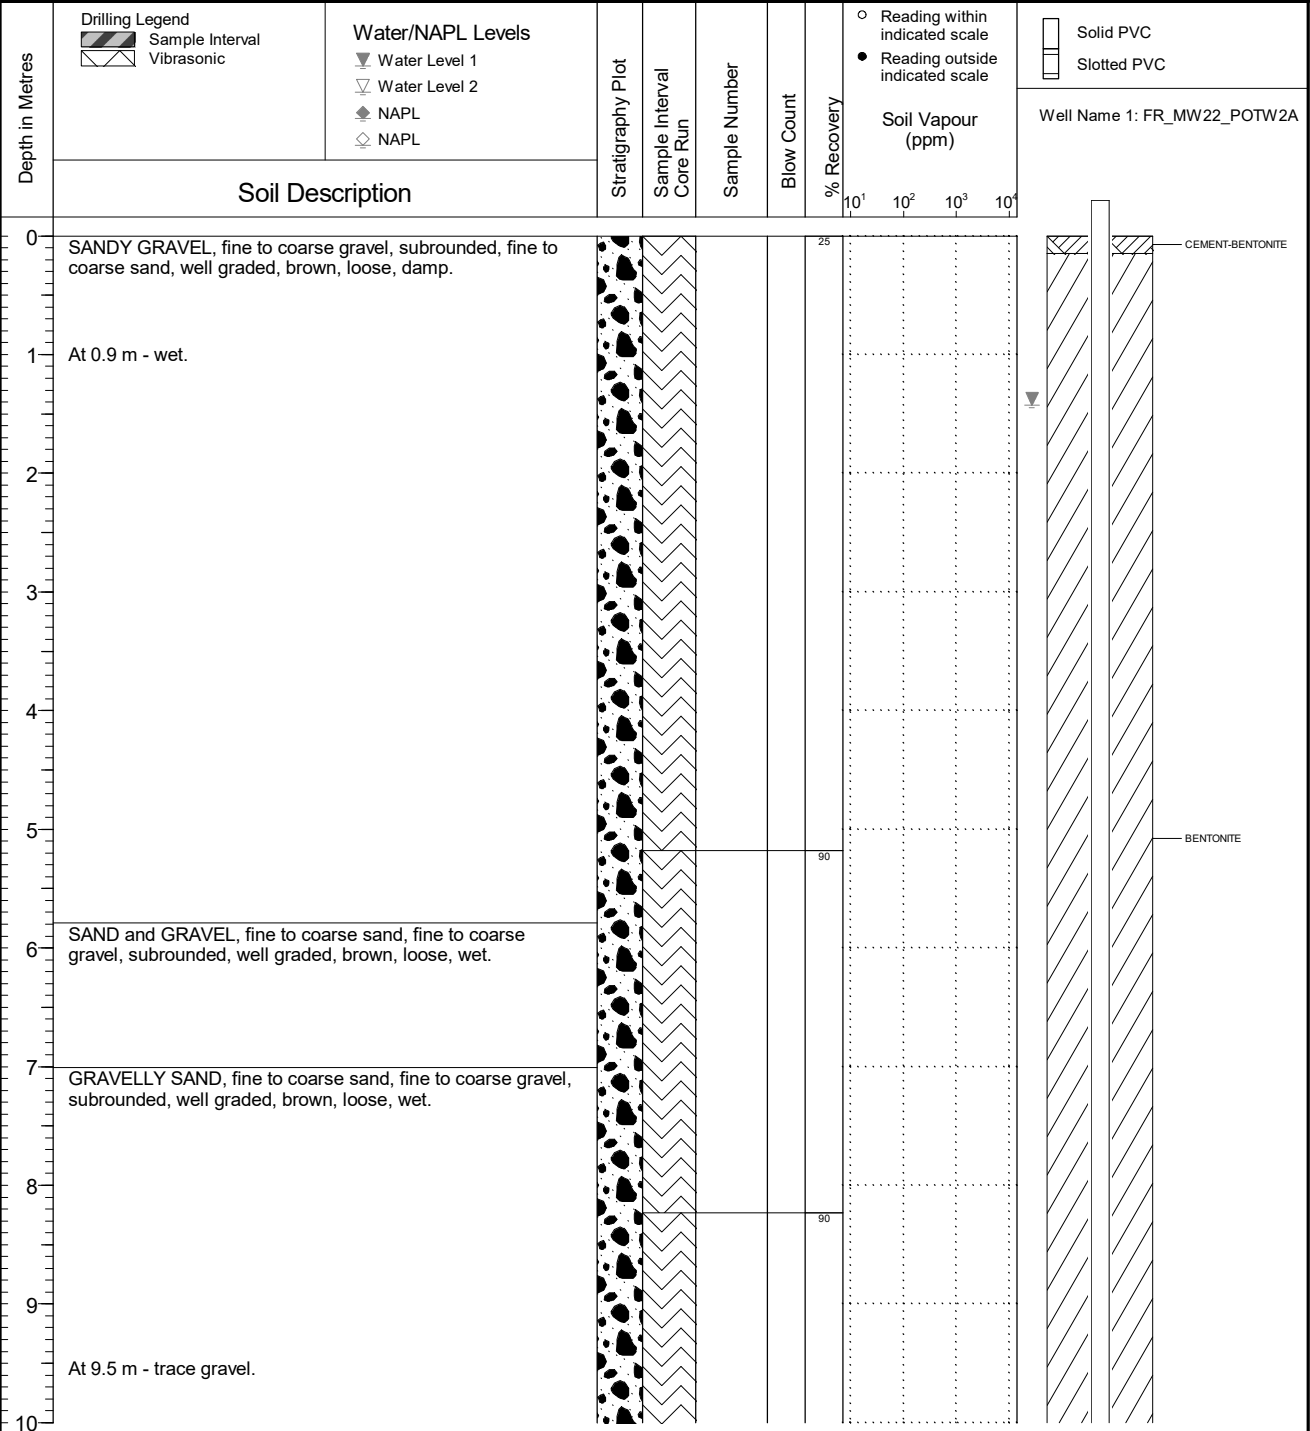 Depth in Metres
Drilling Legend
Sample Interval
Vibrasonic
Water/NAPL Levels
Water Level 1
Water Level 2
NAPL
NAPL
Soil Description
Stratigraphy Plot
Sample Interval
Core Run
Sample Number
Blow Count
% Recovery
Reading within
indicated scale
Reading outside
indicated scale
Soil Vapour
(ppm)
10¹ 10² 10³ 10⁴
Solid PVC
Slotted PVC
Well Name 1: FR_MW22_POTW2A
0
SANDY GRAVEL, fine to coarse gravel, subrounded, fine to
coarse sand, well graded, brown, loose, damp.
25
CEMENT-BENTONITE
1
At 0.9 m - wet.
2
3
4
5
BENTONITE
90
SAND and GRAVEL, fine to coarse sand, fine to coarse
gravel, subrounded, well graded, brown, loose, wet.
6
7
GRAVELLY SAND, fine to coarse sand, fine to coarse gravel,
subrounded, well graded, brown, loose, wet.
8
90
9
At 9.5 m - trace gravel.
10